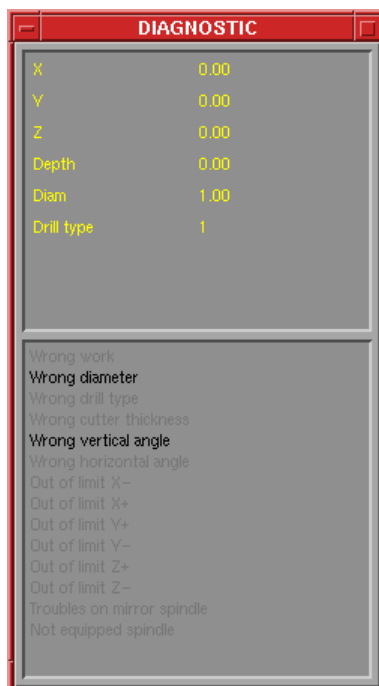 DIAGNOSTIC
X 0.00
Y 0.00
Z 0.00
Depth 0.00
Diam 1.00
Drill type 1
Wrong work
Wrong diameter
Wrong drill type
Wrong cutter thickness
Wrong vertical angle
Wrong horizontal angle
Out of limit X-
Out of limit X+
Out of limit Y+
Out of limit Y-
Out of limit Z+
Out of limit Z-
Troubles on mirror spindle
Not equipped spindle